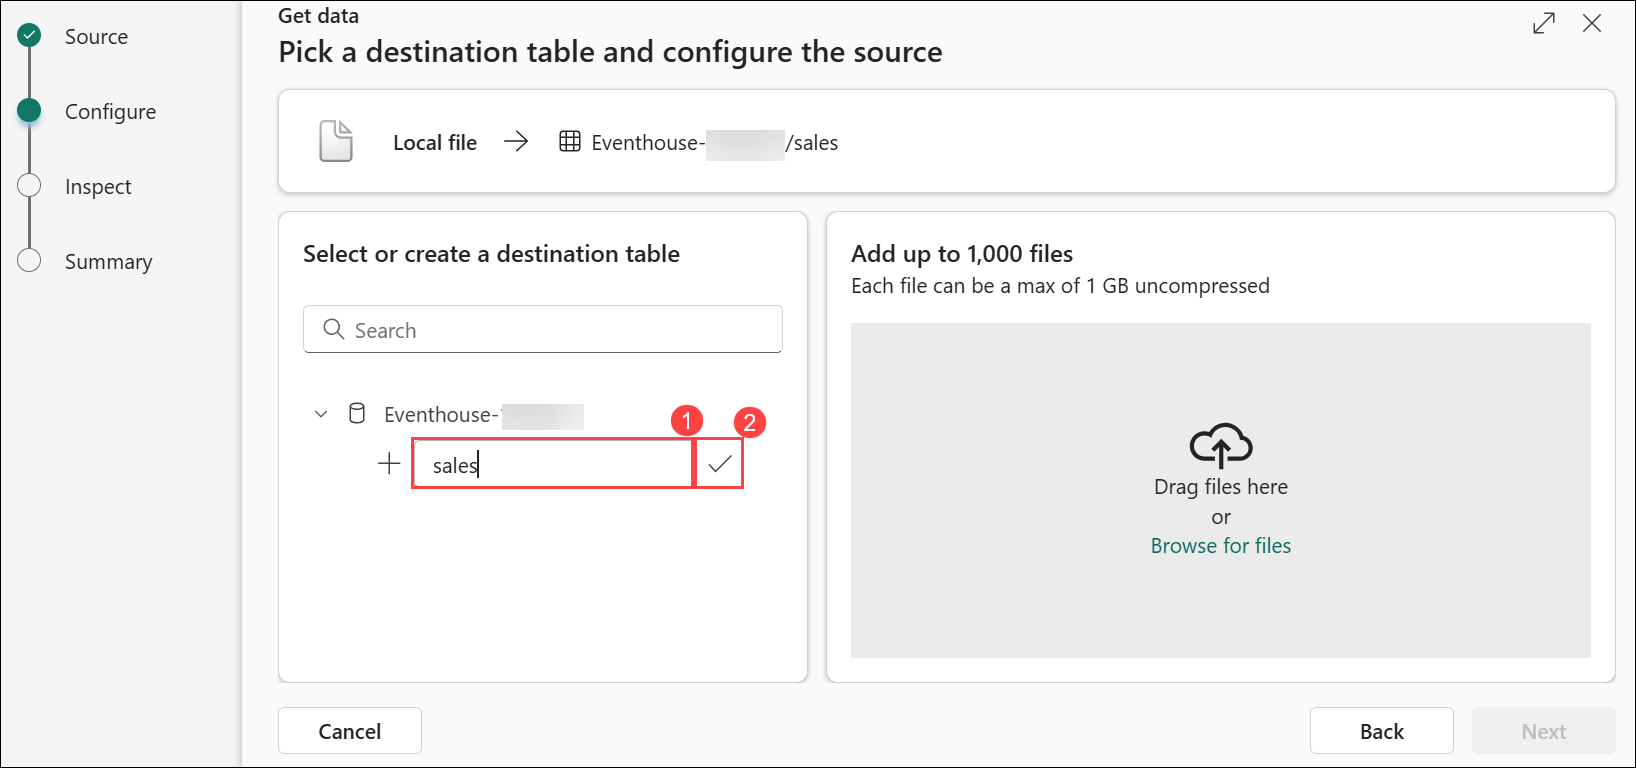 Source
Configure
Inspect
Summary
Get data
Pick a destination table and configure the source
Local file
Eventhouse-
/sales
Select or create a destination table
Search
Eventhouse-
1
2
sales
Add up to 1,000 files
Each file can be a max of 1 GB uncompressed
Drag files here
or
Browse for files
Cancel
Back
Next